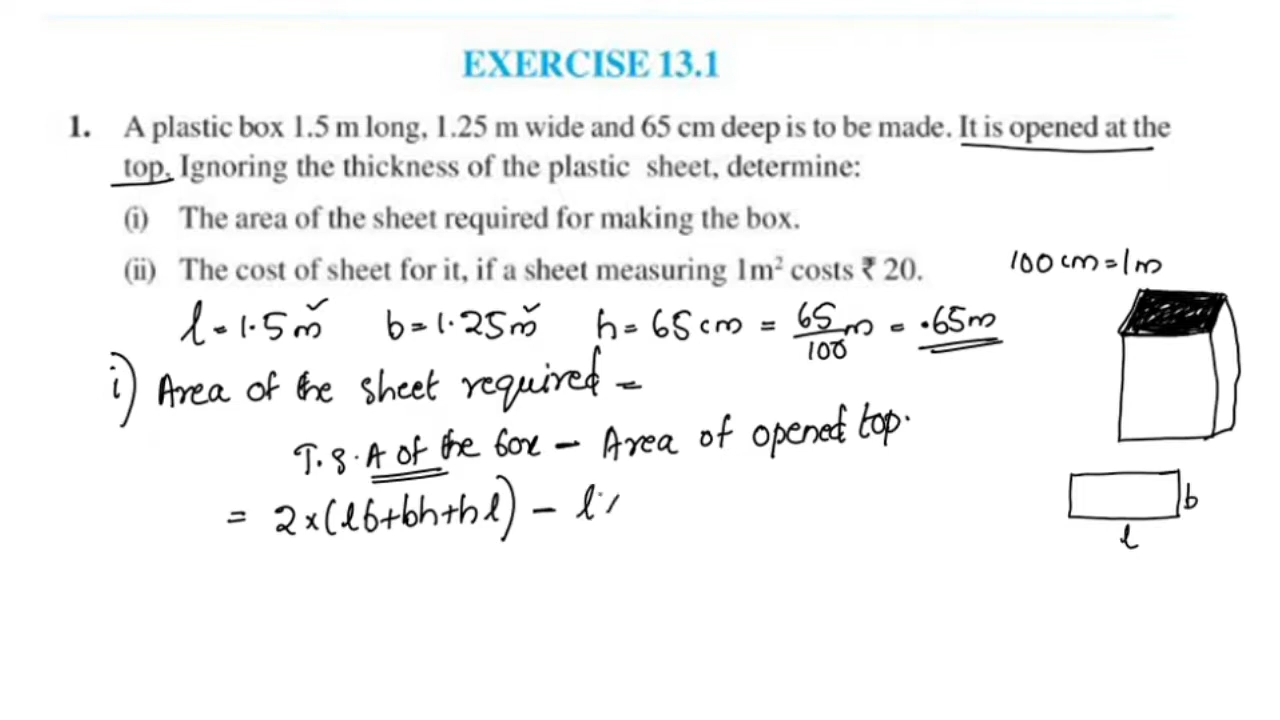 EXERCISE 13.1
1. A plastic box 1.5 m long, 1.25 m wide and 65 cm deep is to be made. It is opened at the
top. Ignoring the thickness of the plastic sheet, determine:
(i) The area of the sheet required for making the box.
(ii) The cost of sheet for it, if a sheet measuring 1m² costs ₹ 20.
100 cm = 1 m
l = 1.5 m b = 1.25 m h = 65 cm = 65/100 m = .65 m
i) Area of the sheet required =
T.S.A of the box - Area of opened top.
= 2×(lb+bh+hl) - l×
b
l